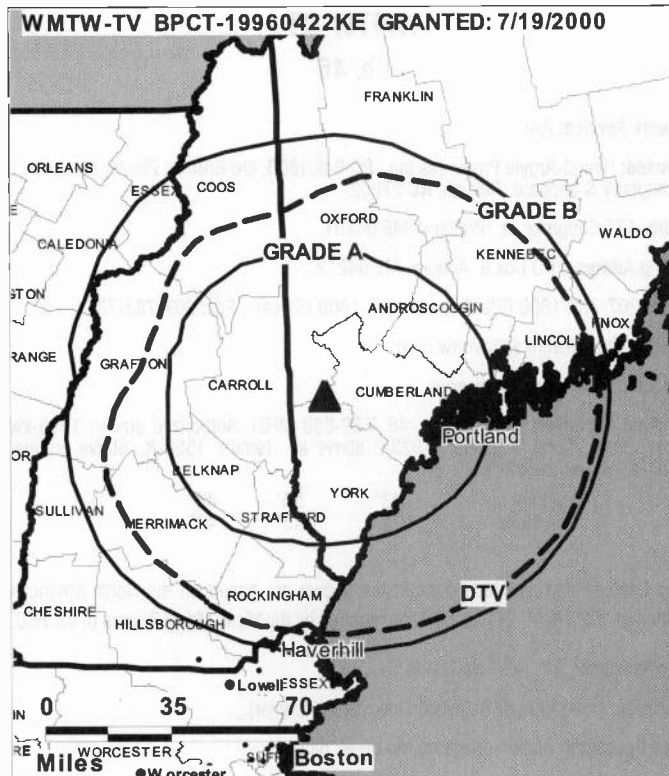 WMTW-TV BPCT-19960422KE GRANTED: 7/19/2000
FRANKLIN
ORLEANS
ESSEX COOS
OXFORD
GRADE B
WALDO
CALEDONIA
GRADE A
KENNEBEC
ANDROSCOGGIN
KNOX
LINCOLN
GRAFTON
CARROLL
CUMBERLAND
Portland
BELKNAP
YORK
SULLIVAN
MERRIMACK
STRAFFORD
ROCKINGHAM
DTV
CHESHIRE
HILLSBOROUGH
Haverhill
Lowell ESSEX
0 35 70
WORCESTER
Miles
Boston
Worcester